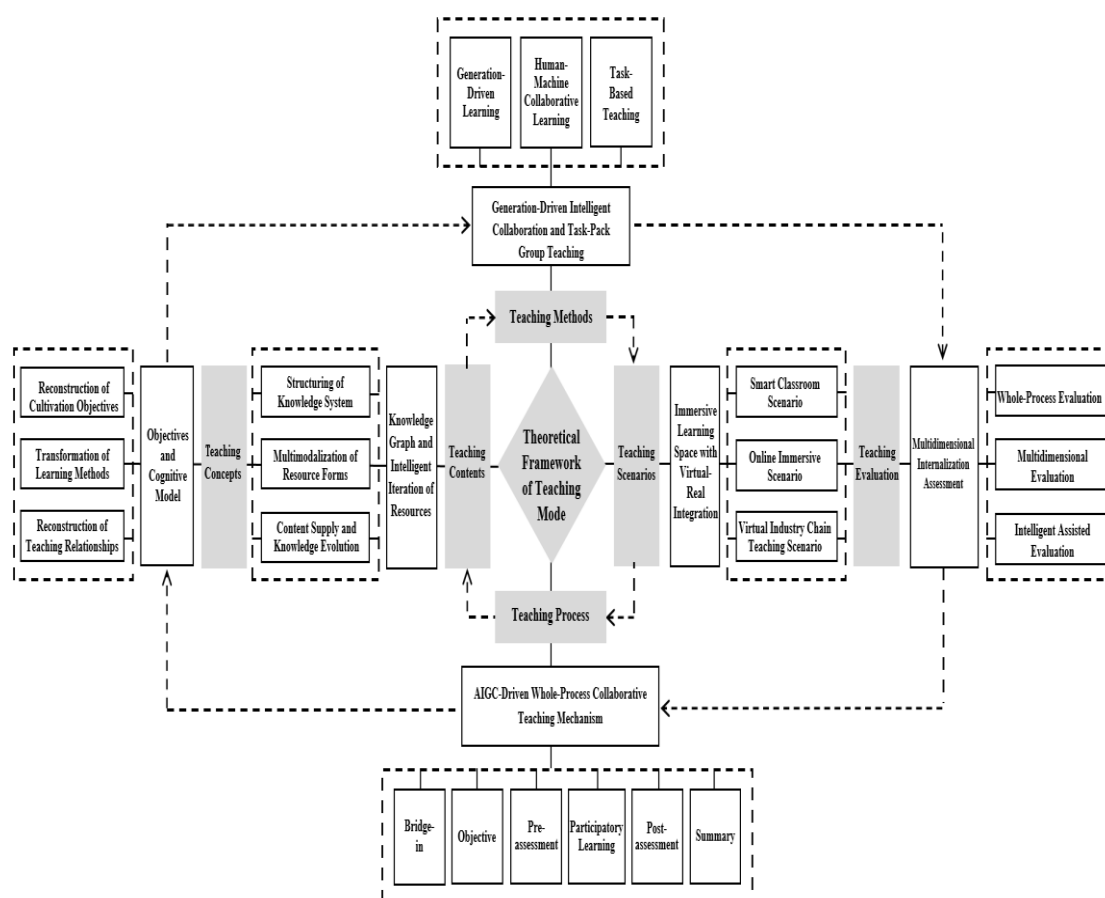 Generation-
Driven
Learning
Human-
Machine
Collaborative
Learning
Task-
Based
Teaching
Generation-Driven Intelligent
Collaboration and Task-Pack
Group Teaching
Teaching Methods
Reconstruction of
Cultivation Objectives
Transformation of
Learning Methods
Reconstruction of
Teaching Relationships
Objectives
and
Cognitive
Model
Teaching
Concepts
Structuring of
Knowledge System
Multimodalization of
Resource Forms
Content Supply and
Knowledge Evolution
Knowledge
Graph and
Intelligent
Iteration of
Resources
Teaching
Contents
Theoretical
Framework
of Teaching
Mode
Teaching
Scenarios
Immersive
Learning
Space with
Virtual-
Real
Integration
Smart Classroom
Scenario
Online Immersive
Scenario
Virtual Industry Chain
Teaching Scenario
Teaching
Evaluation
Multidimensional
Internalization
Assessment
Whole-Process Evaluation
Multidimensional
Evaluation
Intelligent Assisted
Evaluation
Teaching Process
AIGC-Driven Whole-Process Collaborative
Teaching Mechanism
Bridge-
in
Objective
Pre-
assessment
Participatory
Learning
Post-
assessment
Summary